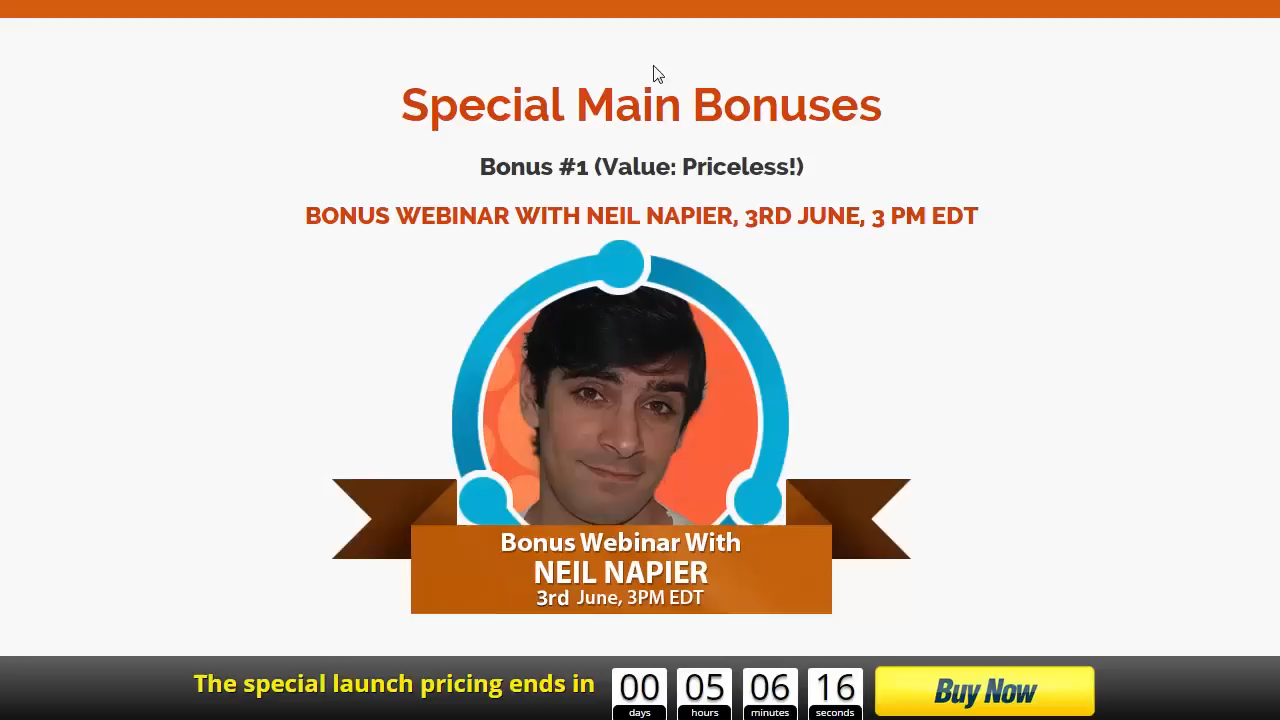 Special Main Bonuses
Bonus #1 (Value: Priceless!)
BONUS WEBINAR WITH NEIL NAPIER, 3RD JUNE, 3 PM EDT
Bonus Webinar With
NEIL NAPIER
3rd June, 3PM EDT
The special launch pricing ends in
00 05 06 16
days hours minutes seconds
Buy Now